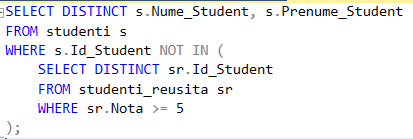 SELECT DISTINCT s.Nume_Student, s.Prenume_Student
FROM studenti s
WHERE s.Id_Student NOT IN (
    SELECT DISTINCT sr.Id_Student
    FROM studenti_reusita sr
    WHERE sr.Nota >= 5
);